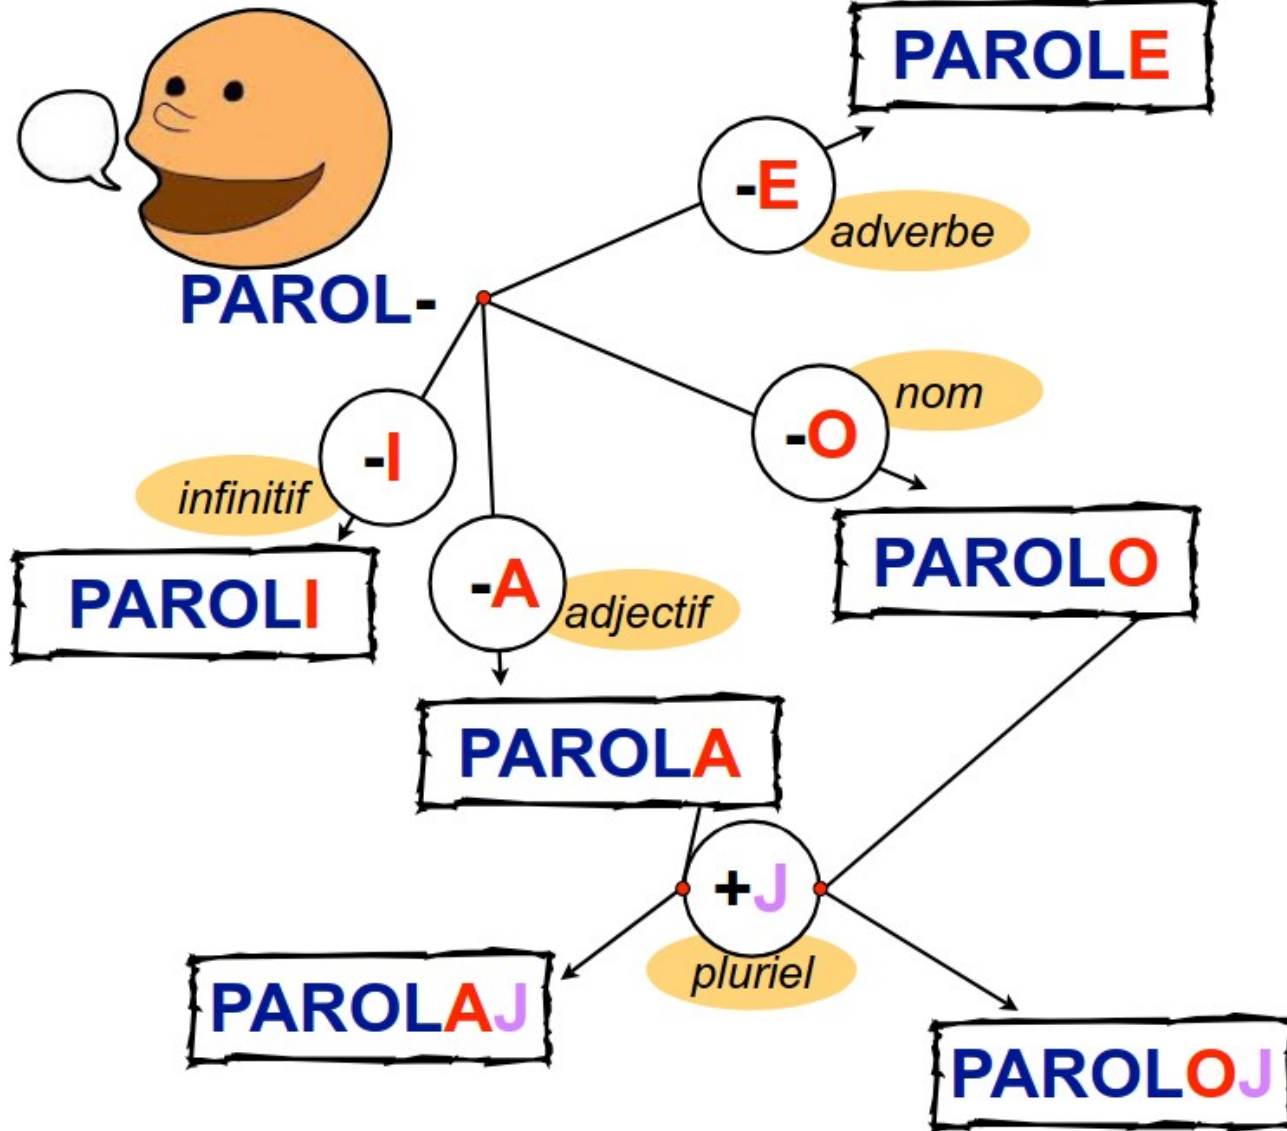 PAROLE
-E
adverbe
PAROL-
nom
-O
-I
infinitif
PAROLO
-A
adjectif
PAROLI
PAROLA
+J
pluriel
PAROLAJ
PAROLOJ